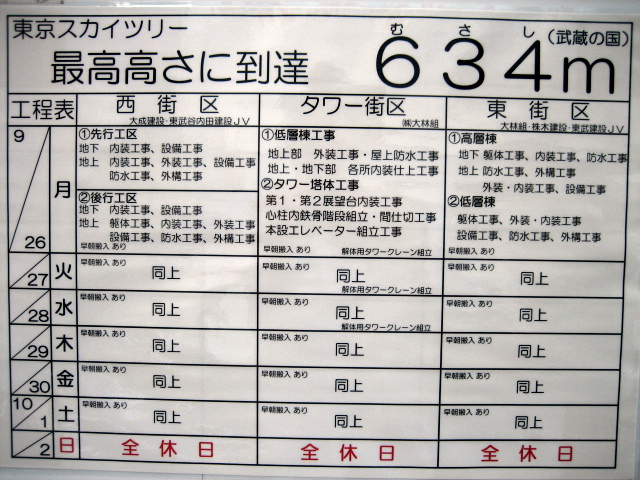 東京スカイツリー
最高高さに到達
むさし
634m
(武蔵の国)
工程表
西街区
大成建設・東武谷内田建設JV
タワー街区
㈱大林組
東街区
大林組・株木建設・東武建設JV
9/26 月
①先行工区
地下 内装工事、設備工事
地上 内装工事、外装工事、設備工事
防水工事、外構工事
②後行工区
地下 内装工事、設備工事
地上 躯体工事、内装工事、外装工事
設備工事、防水工事、外構工事
早朝搬入 あり
①低層棟工事
地上部 外装工事・屋上防水工事
地上・地下部 各所内装仕上工事
②タワー塔体工事
第1・第2展望台内装工事
心柱内鉄骨階段組立・間仕切工事
本設エレベーター組立工事
早朝搬入 あり 解体用タワークレーン組立
①高層棟
地下 躯体工事、内装工事、防水工事
地上 防水工事、外構工事
外装・内装工事、設備工事
②低層棟
躯体工事、外装・内装工事
設備工事、防水工事、外構工事
早朝搬入 あり
27 火
早朝搬入 あり 同上
早朝搬入 あり 同上 解体用タワークレーン組立
早朝搬入 あり 同上
28 水
早朝搬入 あり 同上
早朝搬入 あり 同上 解体用タワークレーン組立
早朝搬入 あり 同上
29 木
早朝搬入 あり 同上
早朝搬入 あり 同上
早朝搬入 あり 同上
30 金
早朝搬入 あり 同上
早朝搬入 あり 同上
早朝搬入 あり 同上
10/1 土
早朝搬入 あり 同上
早朝搬入 あり 同上
早朝搬入 あり 同上
2 日
全休日
全休日
全休日